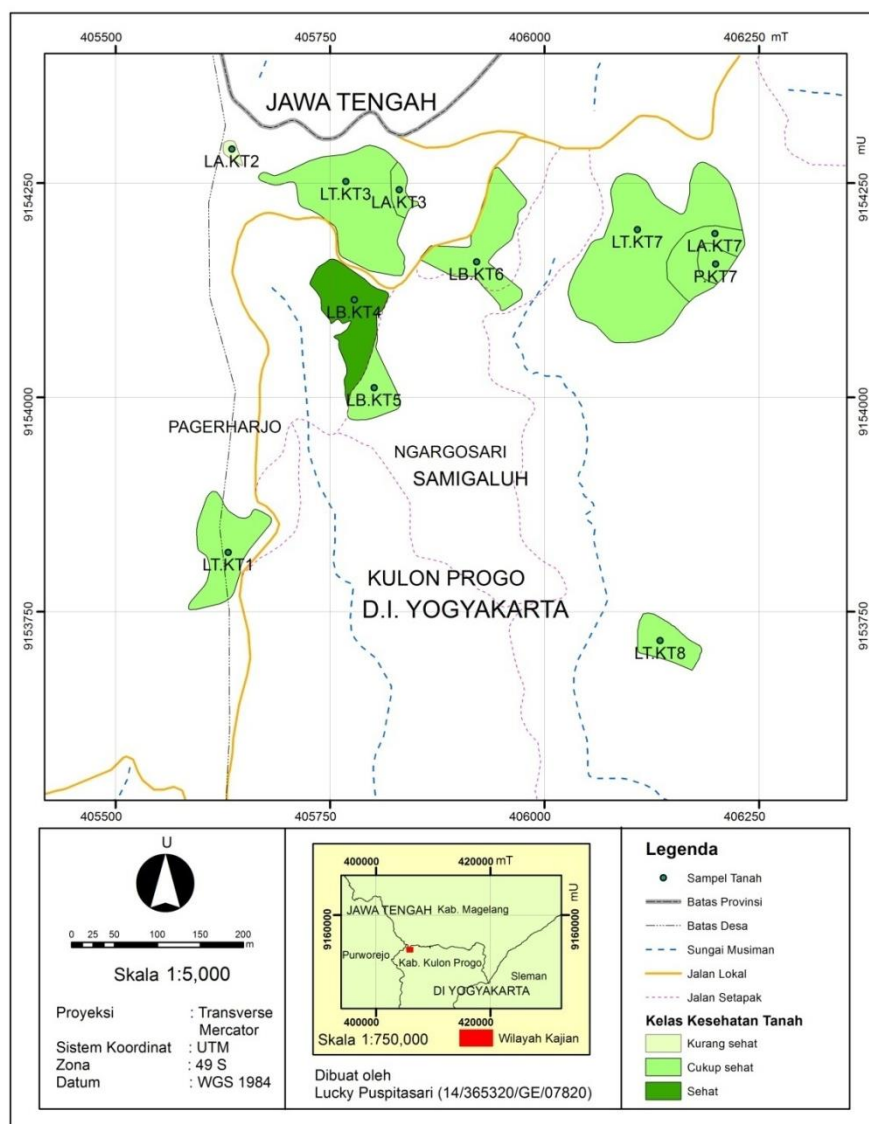 405500 405750 406000 406250 mT
JAWA TENGAH
mU
LA.KT2
9154250
9154250
LT.KT3
LA.KT3
LT.KT7
LA.KT7
LB.KT6
P.KT7
LB.KT4
LB.KT5
9154000
9154000
PAGERHARJO
NGARGOSARI
SAMIGALUH
LT.KT1
KULON PROGO
D.I. YOGYAKARTA
9153750
9153750
LT.KT8
405500 405750 406000 406250
U
0 25 50 100 150 200
m
Skala 1:5,000
Proyeksi : Transverse
Mercator
Sistem Koordinat : UTM
Zona : 49 S
Datum : WGS 1984
400000 420000 mT
mU
JAWA TENGAH Kab. Magelang
9160000
9160000
Purworejo
Kab. Kulon Progo
Sleman
DI YOGYAKARTA
400000 420000
Skala 1:750,000 Wilayah Kajian
Dibuat oleh
Lucky Puspitasari (14/365320/GE/07820)
Legenda
Sampel Tanah
Batas Provinsi
Batas Desa
Sungai Musiman
Jalan Lokal
Jalan Setapak
Kelas Kesehatan Tanah
Kurang sehat
Cukup sehat
Sehat